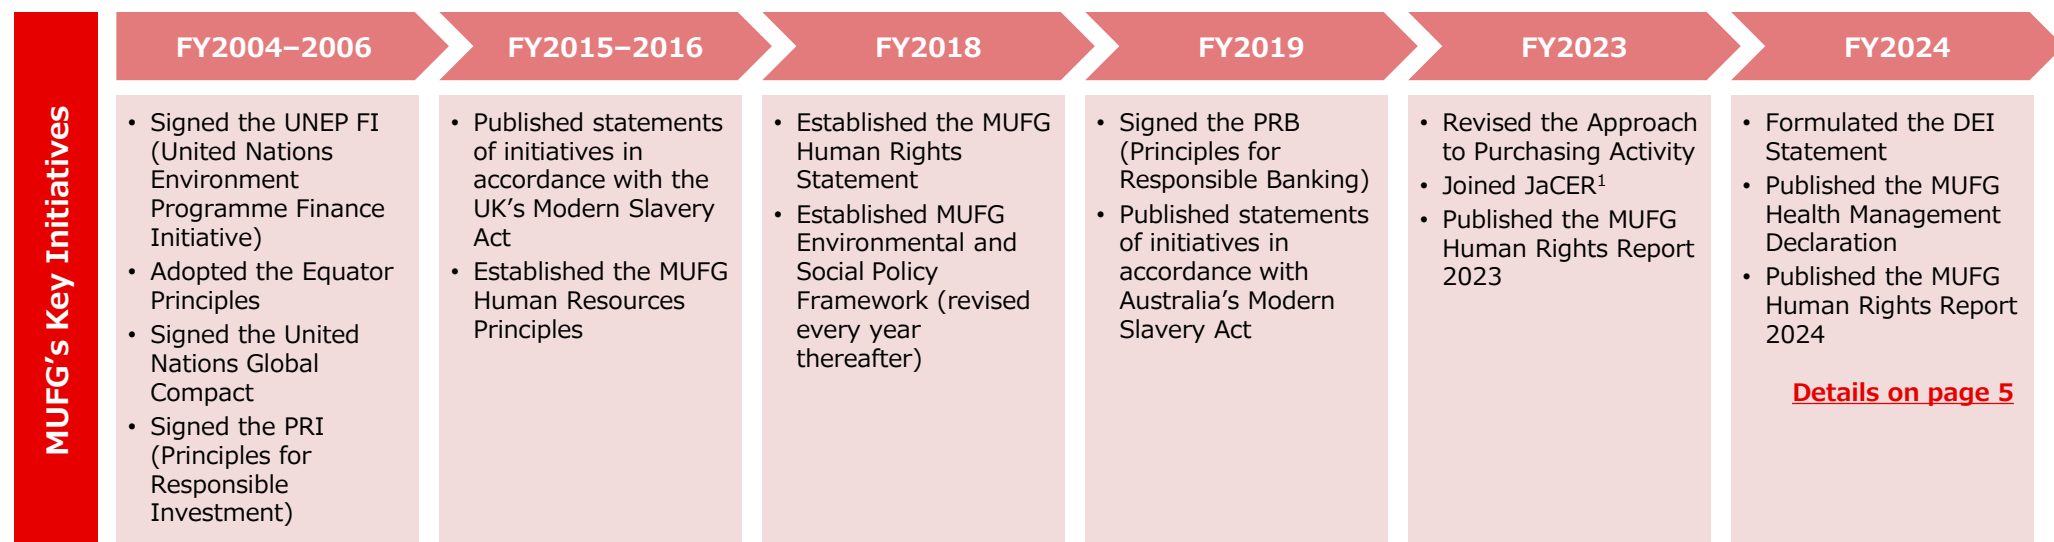 MUFG’s Key Initiatives
FY2004–2006
• Signed the UNEP FI
(United Nations
Environment
Programme Finance
Initiative)
• Adopted the Equator
Principles
• Signed the United
Nations Global
Compact
• Signed the PRI
(Principles for
Responsible
Investment)
FY2015–2016
• Published statements
of initiatives in
accordance with the
UK’s Modern Slavery
Act
• Established the MUFG
Human Resources
Principles
FY2018
• Established the MUFG
Human Rights
Statement
• Established MUFG
Environmental and
Social Policy
Framework (revised
every year
thereafter)
FY2019
• Signed the PRB
(Principles for
Responsible Banking)
• Published statements
of initiatives in
accordance with
Australia’s Modern
Slavery Act
FY2023
• Revised the Approach
to Purchasing Activity
• Joined JaCER¹
• Published the MUFG
Human Rights Report
2023
FY2024
• Formulated the DEI
Statement
• Published the MUFG
Health Management
Declaration
• Published the MUFG
Human Rights Report
2024
Details on page 5